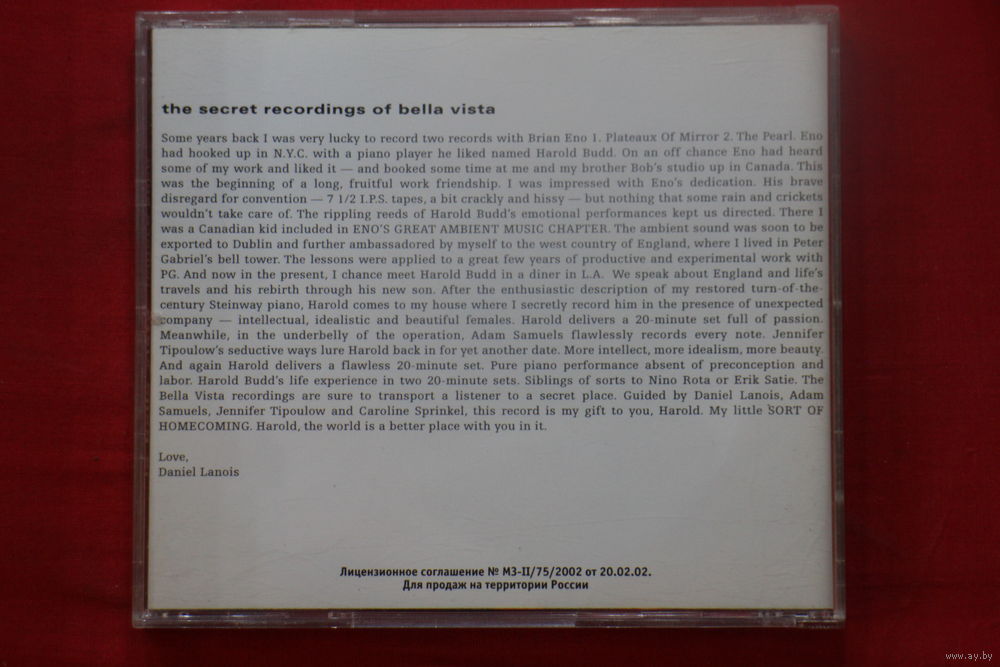 the secret recordings of bella vista
Some years back I was very lucky to record two records with Brian Eno 1. Plateaux Of Mirror 2. The Pearl. Eno
had hooked up in N.Y.C. with a piano player he liked named Harold Budd. On an off chance Eno had heard
some of my work and liked it — and booked some time at me and my brother Bob's studio up in Canada. This
was the beginning of a long, fruitful work friendship. I was impressed with Eno's dedication. His brave
disregard for convention — 7 1/2 I.P.S. tapes, a bit crackly and hissy — but nothing that some rain and crickets
wouldn't take care of. The rippling reeds of Harold Budd's emotional performances kept us directed. There I
was a Canadian kid included in ENO'S GREAT AMBIENT MUSIC CHAPTER. The ambient sound was soon to be
exported to Dublin and further ambassadored by myself to the west country of England, where I lived in Peter
Gabriel's bell tower. The lessons were applied to a great few years of productive and experimental work with
PG. And now in the present, I chance meet Harold Budd in a diner in L.A. We speak about England and life's
travels and his rebirth through his new son. After the enthusiastic description of my restored turn-of-the-
century Steinway piano, Harold comes to my house where I secretly record him in the presence of unexpected
company — intellectual, idealistic and beautiful females. Harold delivers a 20-minute set full of passion.
Meanwhile, in the underbelly of the operation, Adam Samuels flawlessly records every note. Jennifer
Tipoulow's seductive ways lure Harold back in for yet another date. More intellect, more idealism, more beauty.
And again Harold delivers a flawless 20-minute set. Pure piano performance absent of preconception and
labor. Harold Budd's life experience in two 20-minute sets. Siblings of sorts to Nino Rota or Erik Satie. The
Bella Vista recordings are sure to transport a listener to a secret place. Guided by Daniel Lanois, Adam
Samuels, Jennifer Tipoulow and Caroline Sprinkel, this record is my gift to you, Harold. My little SORT OF
HOMECOMING. Harold, the world is a better place with you in it.
Love,
Daniel Lanois
Лицензионное соглашение № МЗ-II/75/2002 от 20.02.02.
Для продаж на территории России
www.ay.by